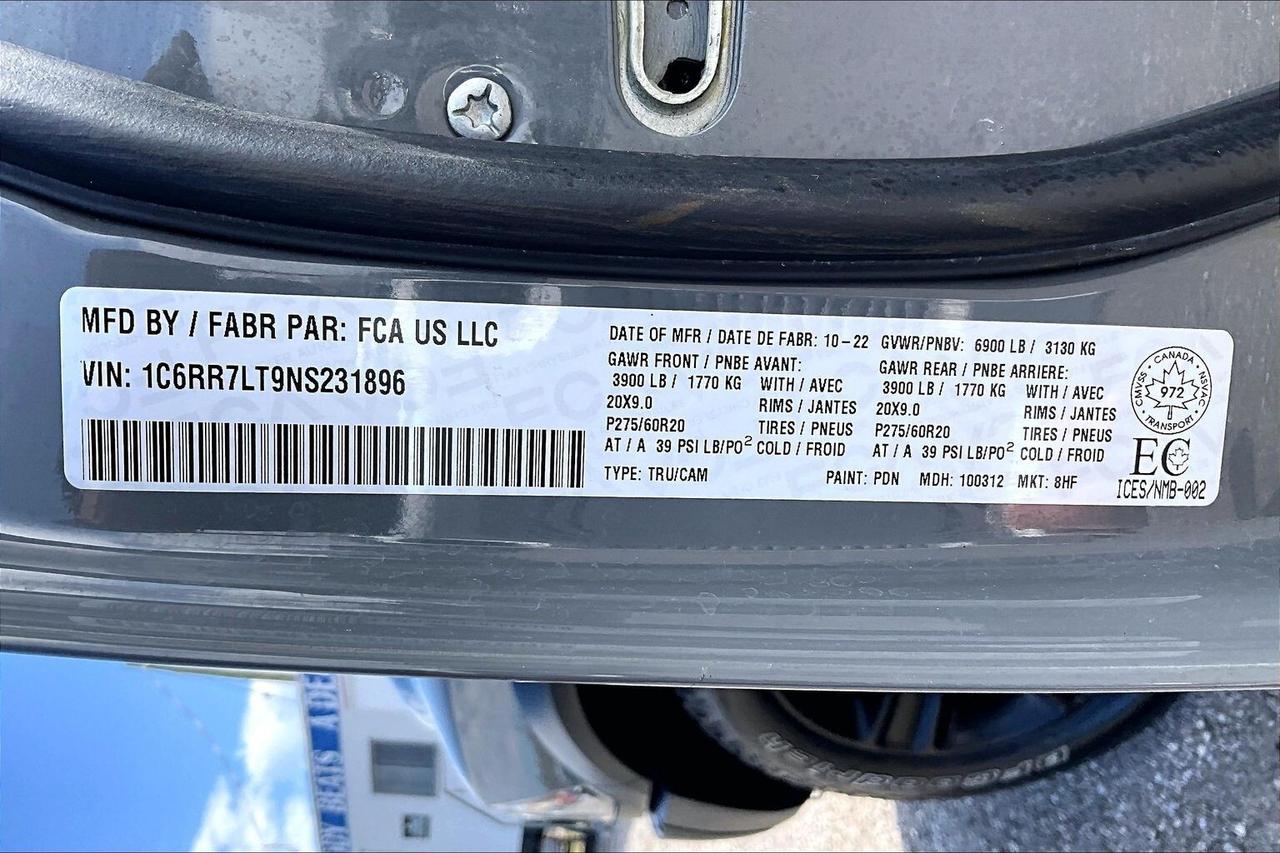 MFD BY / FABR PAR: FCA US LLC
VIN: 1C6RR7LT9NS231896
DATE OF MFR / DATE DE FABR: 10-22
GAWR FRONT / PNBE AVANT:
3900 LB / 1770 KG WITH / AVEC
20X9.0 RIMS / JANTES
P275/60R20 TIRES / PNEUS
AT / A 39 PSI LB/PO² COLD / FROID
TYPE: TRU/CAM
GVWR/PNBV: 6900 LB / 3130 KG
GAWR REAR / PNBE ARRIERE:
3900 LB / 1770 KG WITH / AVEC
20X9.0 RIMS / JANTES
P275/60R20 TIRES / PNEUS
AT / A 39 PSI LB/PO² COLD / FROID
PAINT: PDN MDH: 100312 MKT: 8HF
CANADA
CMVSS 972 NSVAC
TRANSPORT
EC
ICES/NMB-002
BEATS A DE